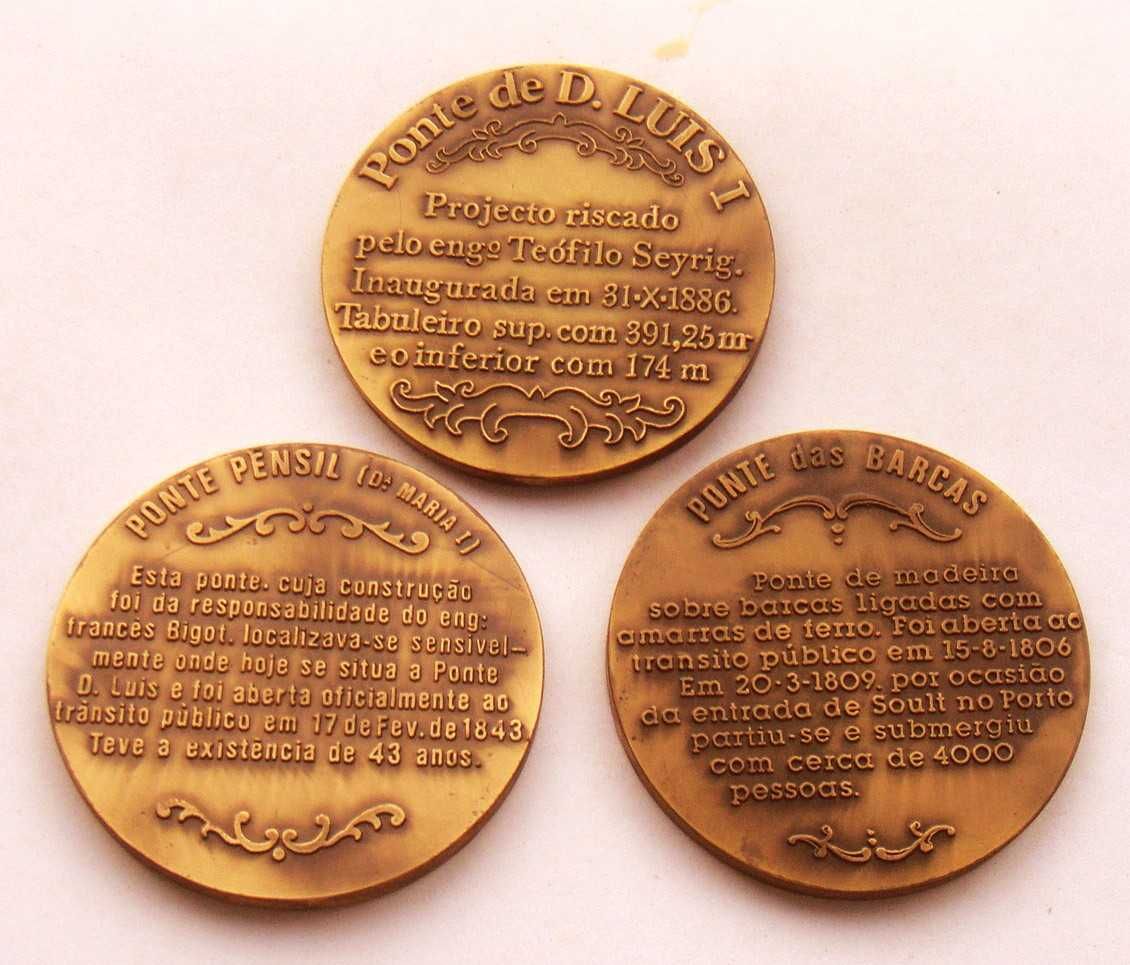 Ponte de D. LUIS I
Projecto riscado
pelo engº Teófilo Seyrig.
Inaugurada em 31·X·1886.
Tabuleiro sup. com 391,25 m
e o inferior com 174 m
PONTE PENSIL (Dª MARIA I)
Esta ponte. cuja construção
foi da responsabilidade do eng:
francês Bigot. localizava-se sensivel-
mente onde hoje se situa a Ponte
D. Luis e foi aberta oficialmente ao
trânsito público em 17 de Fev. de 1843
Teve a existência de 43 anos.
PONTE das BARCAS
Ponte de madeira
sobre barcas ligadas com
amarras de ferro. Foi aberta ao
transito público em 15-8-1806
Em 20·3-1809, por ocasião
da entrada de Soult no Porto
partiu-se e submergiu
com cerca de 4000
pessoas.